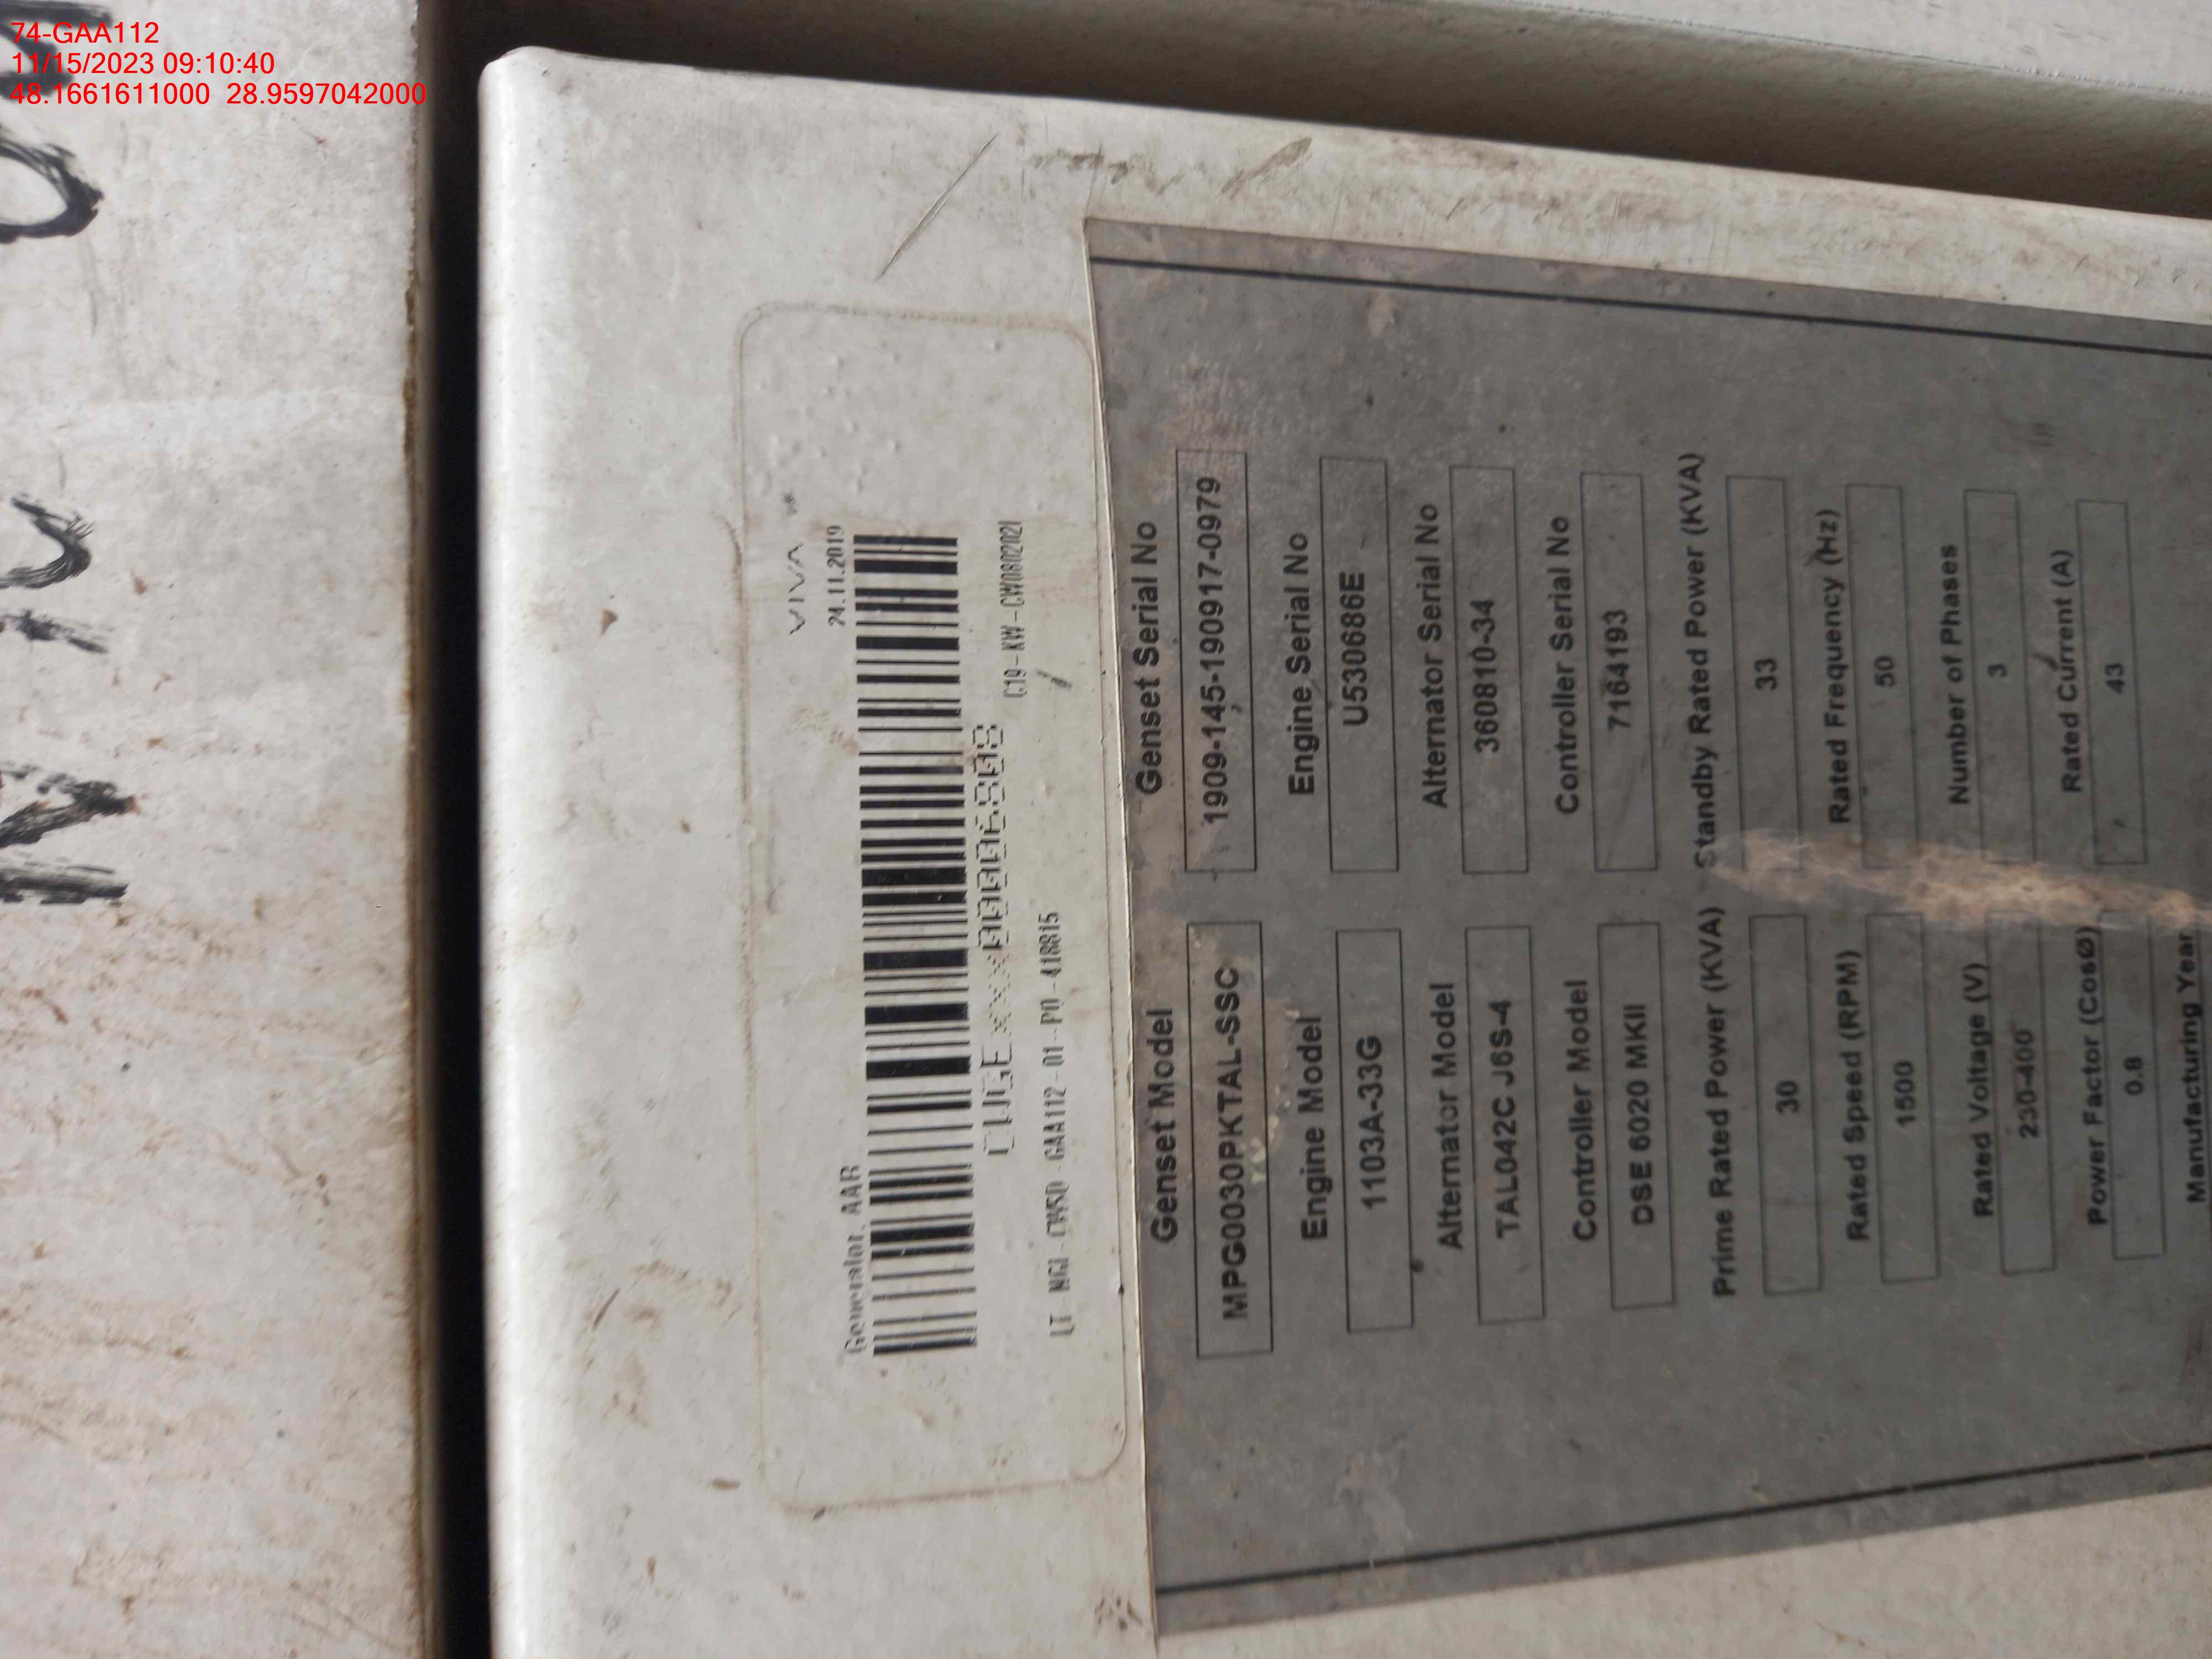 74-GAA112
11/15/2023 09:10:40
48.1661611000 28.9597042000
VIVA
Generator, AAR 24.11.2019
CWGExxxx00006808
C19-KW-CW0802021
LT-NGL-CW5D-GAA112-01-PO-418815
Genset Model Genset Serial No
MPG0030PKTAL-SSC 1909-145-190917-0979
Engine Model Engine Serial No
1103A-33G U530686E
Alternator Model Alternator Serial No
TAL042C J6S-4 360810-34
Controller Model Controller Serial No
DSE 6020 MKII 7164193
Prime Rated Power (KVA) Standby Rated Power (KVA)
30 33
Rated Speed (RPM) Rated Frequency (Hz)
1500 50
Rated Voltage (V) Number of Phases
230-400 3
Power Factor (CosØ) Rated Current (A)
0.8 43
Manufacturing Year